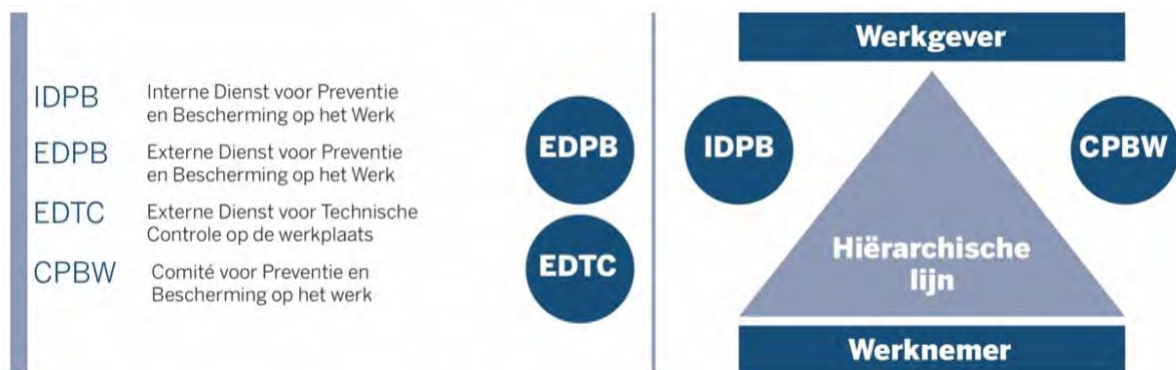 IDPB
Interne Dienst voor Preventie
en Bescherming op het Werk
EDPB
Externe Dienst voor Preventie
en Bescherming op het Werk
EDTC
Externe Dienst voor Technische
Controle op de werkplaats
CPBW
Comité voor Preventie en
Bescherming op het werk
EDPB
EDTC
Werkgever
IDPB
CPBW
Hiërarchische
lijn
Werknemer